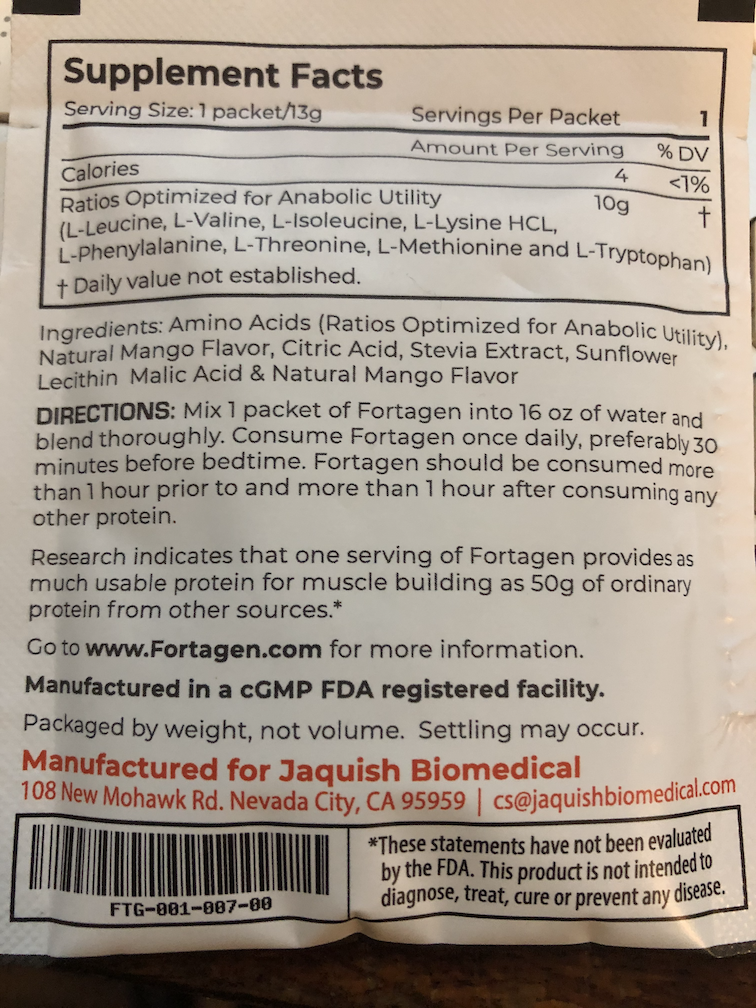 Supplement Facts
Serving Size: 1 packet/13g Servings Per Packet 1
Amount Per Serving % DV
Calories 4 <1%
Ratios Optimized for Anabolic Utility 10g †
(L-Leucine, L-Valine, L-Isoleucine, L-Lysine HCL,
L-Phenylalanine, L-Threonine, L-Methionine and L-Tryptophan)
† Daily value not established.
Ingredients: Amino Acids (Ratios Optimized for Anabolic Utility),
Natural Mango Flavor, Citric Acid, Stevia Extract, Sunflower
Lecithin Malic Acid & Natural Mango Flavor
DIRECTIONS: Mix 1 packet of Fortagen into 16 oz of water and
blend thoroughly. Consume Fortagen once daily, preferably 30
minutes before bedtime. Fortagen should be consumed more
than 1 hour prior to and more than 1 hour after consuming any
other protein.
Research indicates that one serving of Fortagen provides as
much usable protein for muscle building as 50g of ordinary
protein from other sources.*
Go to www.Fortagen.com for more information.
Manufactured in a cGMP FDA registered facility.
Packaged by weight, not volume. Settling may occur.
Manufactured for Jaquish Biomedical
108 New Mohawk Rd. Nevada City, CA 95959 | cs@jaquishbiomedical.com
FTG-001-007-00
*These statements have not been evaluated
by the FDA. This product is not intended to
diagnose, treat, cure or prevent any disease.